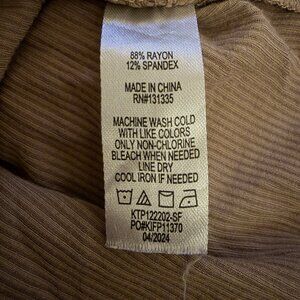 88% RAYON
12% SPANDEX
MADE IN CHINA
RN#131335
MACHINE WASH COLD
WITH LIKE COLORS
ONLY NON-CHLORINE
BLEACH WHEN NEEDED
LINE DRY
COOL IRON IF NEEDED
KTP122202-SF
PO#KIFP11370
04/2024